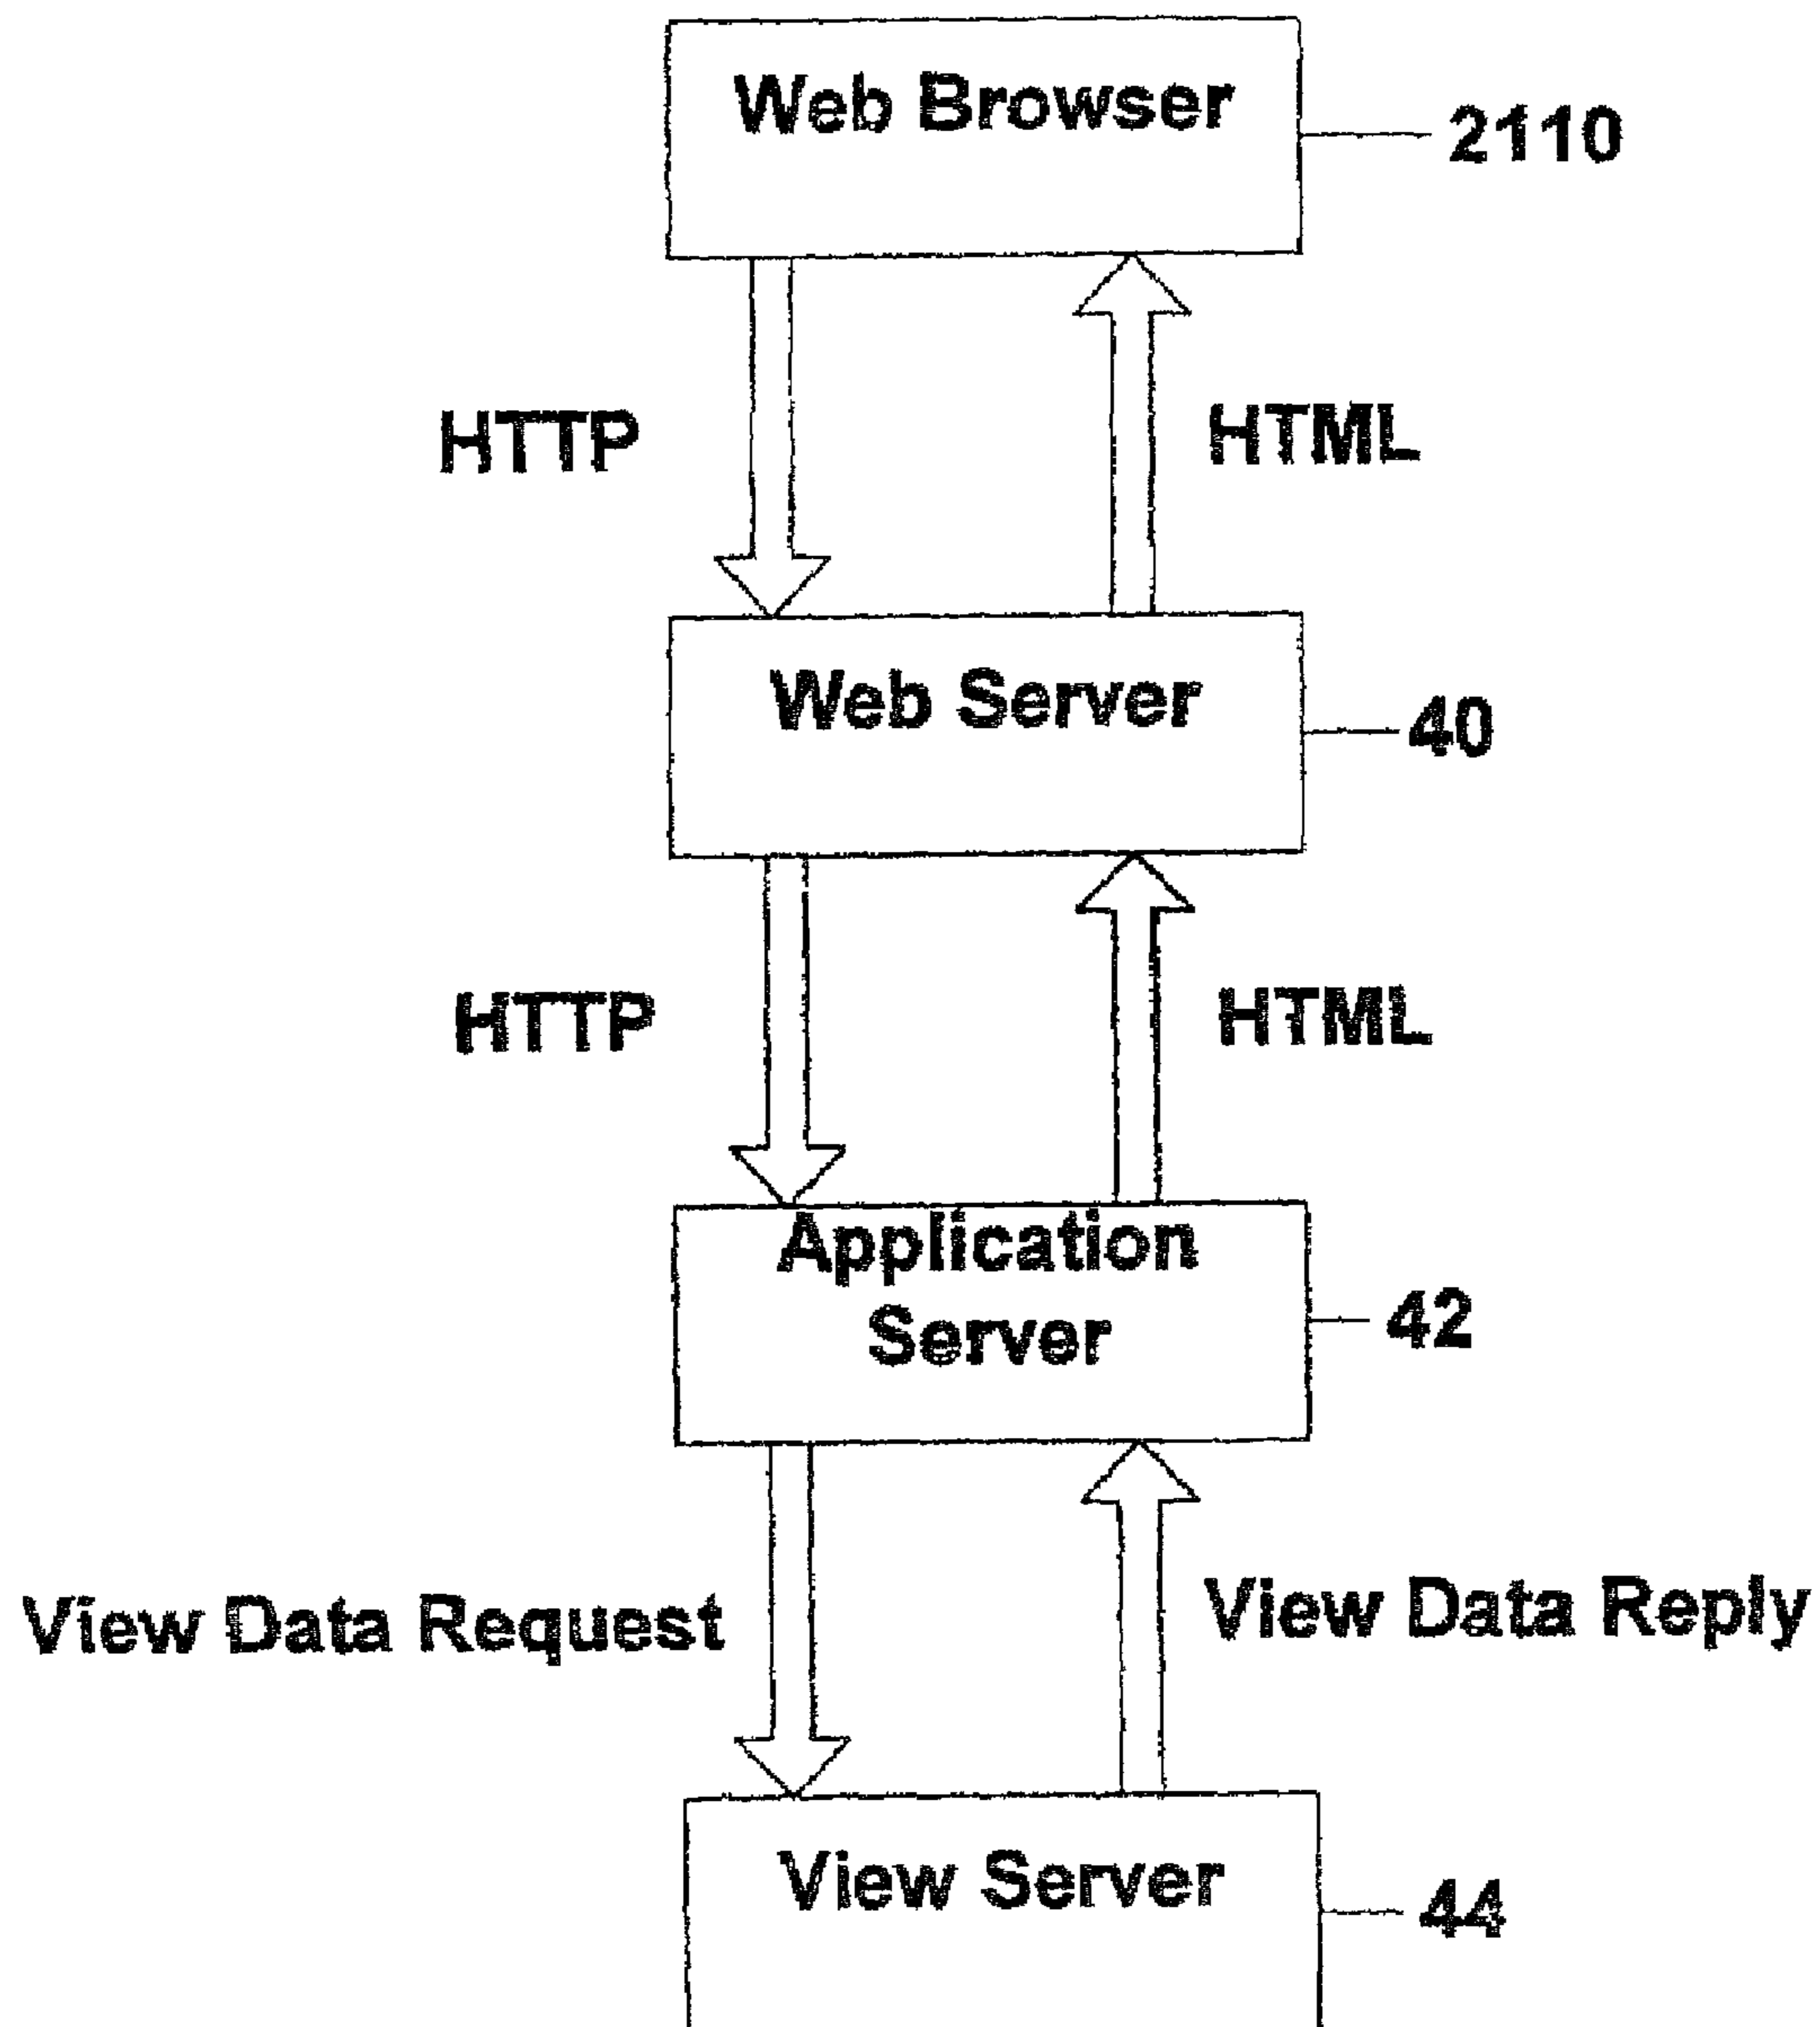 Web Browser
2110
HTTP
HTML
Web Server
40
HTTP
HTML
Application
Server
42
View Data Request
View Data Reply
View Server
44